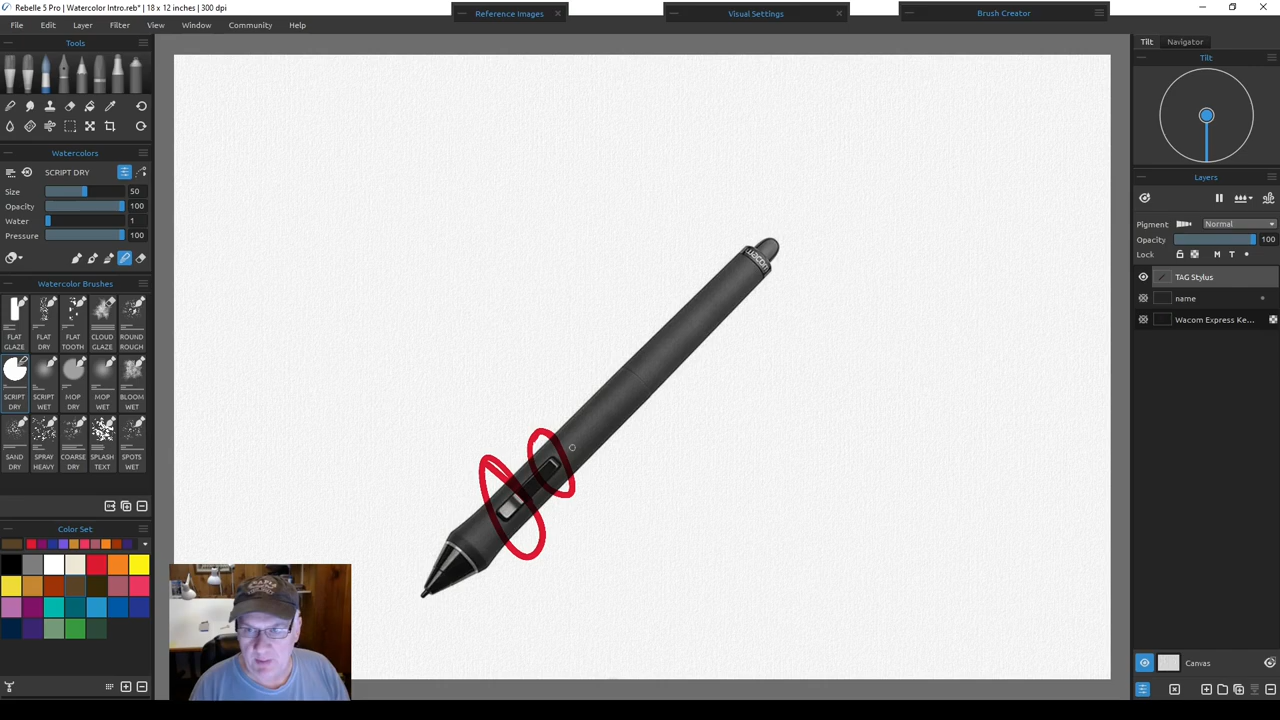 Rebelle 5 Pro | Watercolor Intro.reb* | 18 x 12 inches | 300 dpi
Reference Images
Visual Settings
Brush Creator
File Edit Layer Filter View Window Community
Tools
Watercolors
SCRIPT DRY
Size 50
Opacity 100
Water 1
Pressure 100
Watercolor Brushes
FLAT GLAZE
FLAT DRY
FLAT TOOTH
CLOUD GLAZE
ROUND ROUGH
SCRIPT DRY
SCRIPT WET
MOP DRY
MOP WET
BLOOM WET
SAND DRY
SPRAY HEAVY
COARSE DRY
SPLASH TEXT
SPOTS WET
Color Set
wacom
Tilt Navigator
Tilt
Layers
Pigment Normal
Opacity 100
Lock M T
TAG Stylus
name
Wacom Express Ke...
Canvas